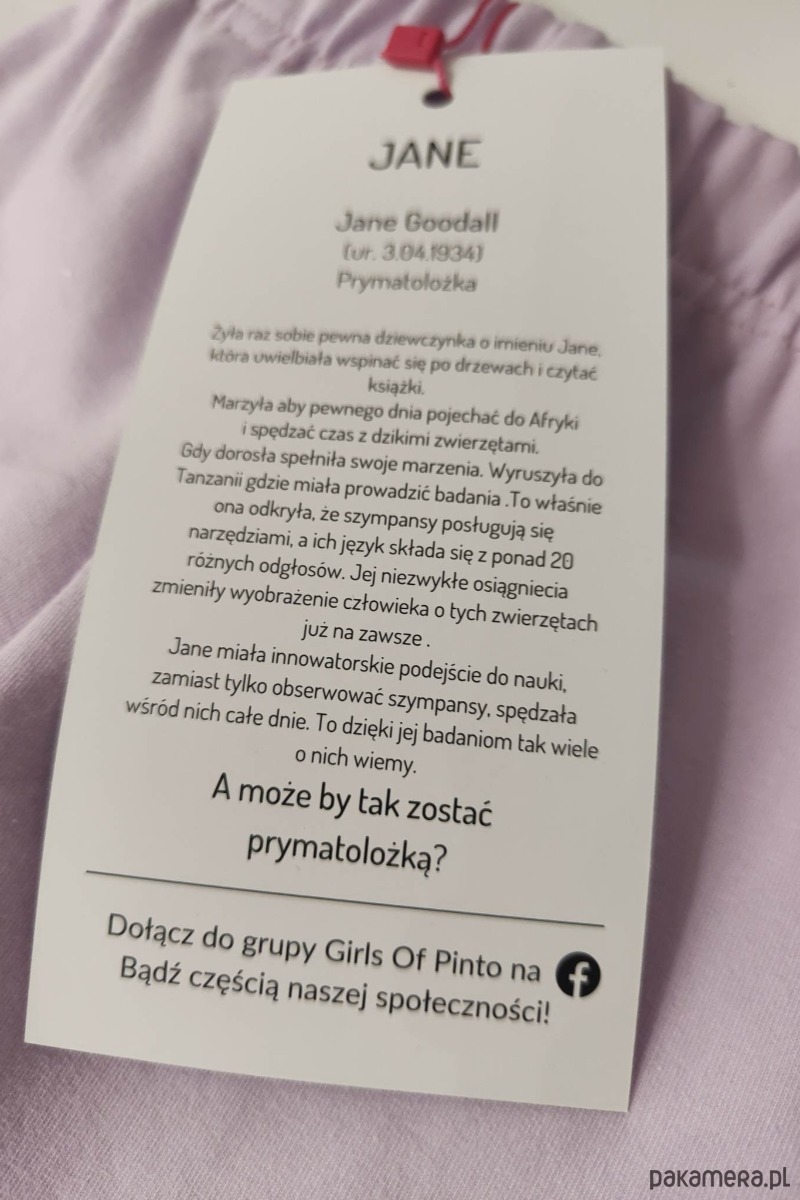 JANE
Jane Goodall
(ur. 3.04.1934)
Prymatolożka
Żyła raz sobie pewna dziewczynka o imieniu Jane,
która uwielbiała wspinać się po drzewach i czytać
książki.
Marzyła aby pewnego dnia pojechać do Afryki
i spędzać czas z dzikimi zwierzętami.
Gdy dorosła spełniła swoje marzenia. Wyruszyła do
Tanzanii gdzie miała prowadzić badania .To właśnie
ona odkryła, że szympansy posługują się
narzędziami, a ich język składa się z ponad 20
różnych odgłosów. Jej niezwykłe osiągniecia
zmieniły wyobrażenie człowieka o tych zwierzętach
już na zawsze .
Jane miała innowatorskie podejście do nauki,
zamiast tylko obserwować szympansy, spędzała
wśród nich całe dnie. To dzięki jej badaniom tak wiele
o nich wiemy.
A może by tak zostać
prymatolożką?
Dołącz do grupy Girls Of Pinto na f
Bądź częścią naszej społeczności!
pakamera.pl